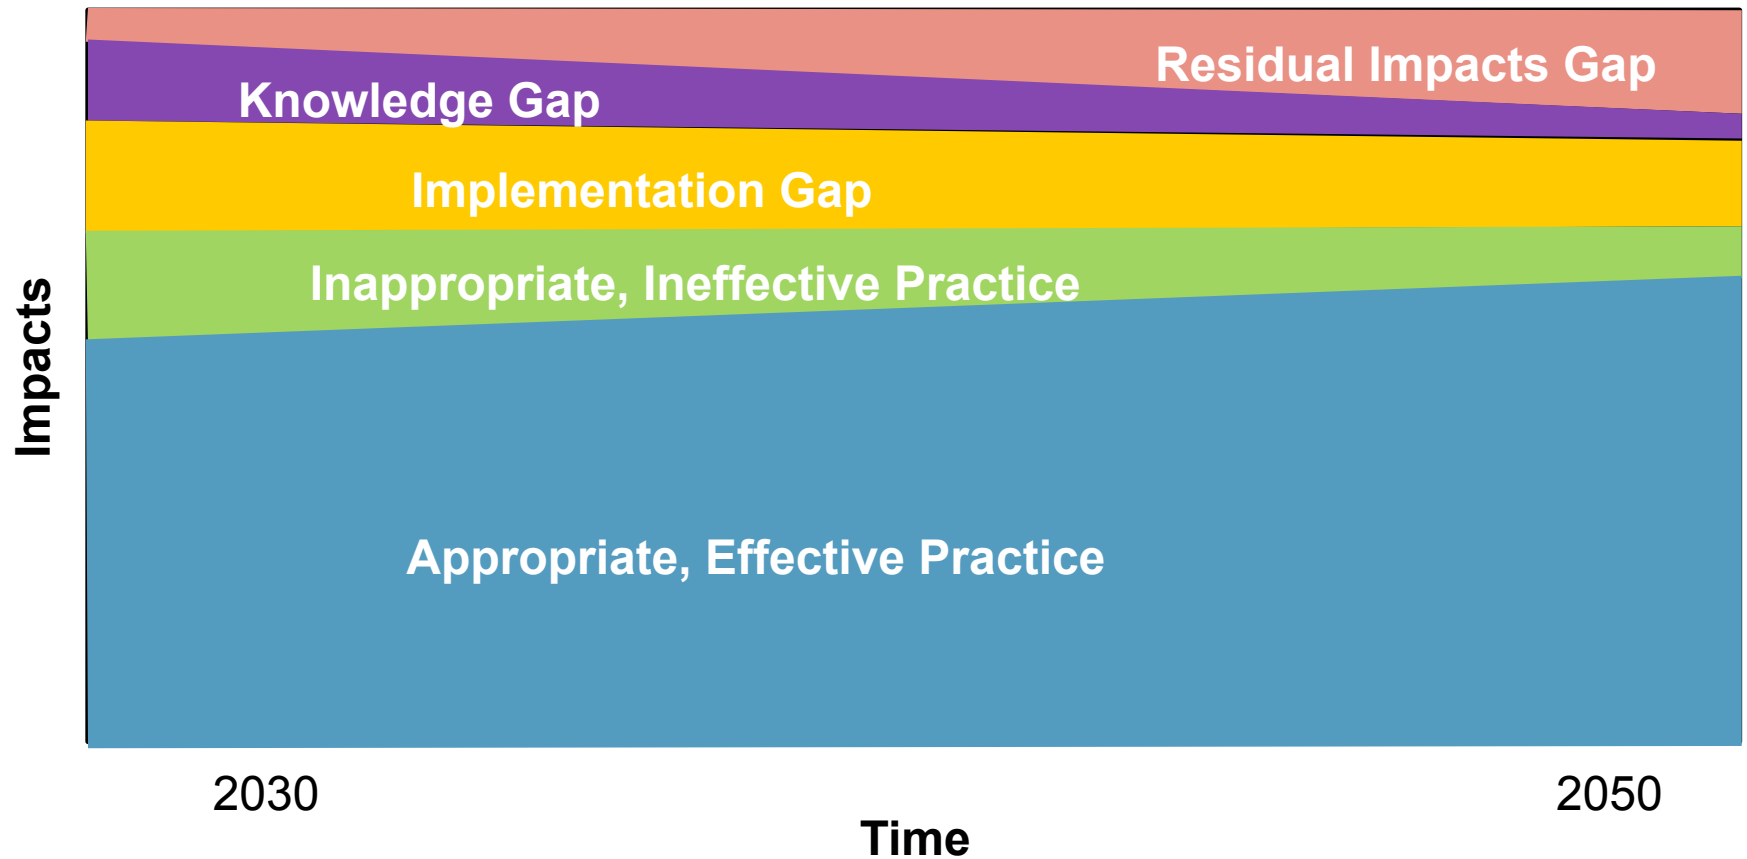 Residual Impacts Gap
Knowledge Gap
Implementation Gap
Inappropriate, Ineffective Practice
Appropriate, Effective Practice
Impacts
2030
2050
Time